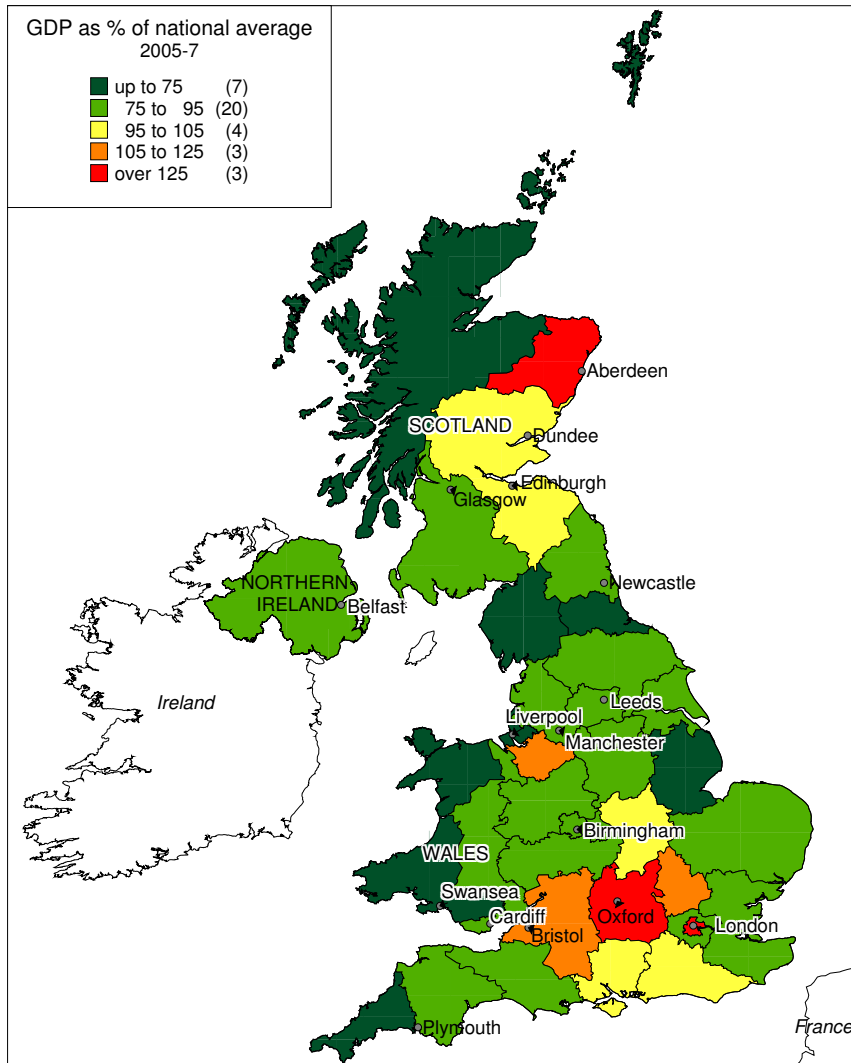 GDP as % of national average
2005-7
up to 75 (7)
75 to 95 (20)
95 to 105 (4)
105 to 125 (3)
over 125 (3)
Aberdeen
SCOTLAND
Dundee
Edinburgh
Glasgow
NORTHERN
IRELAND
Belfast
Newcastle
Ireland
Leeds
Liverpool
Manchester
Birmingham
WALES
Swansea
Cardiff
Oxford
London
Bristol
Plymouth
France